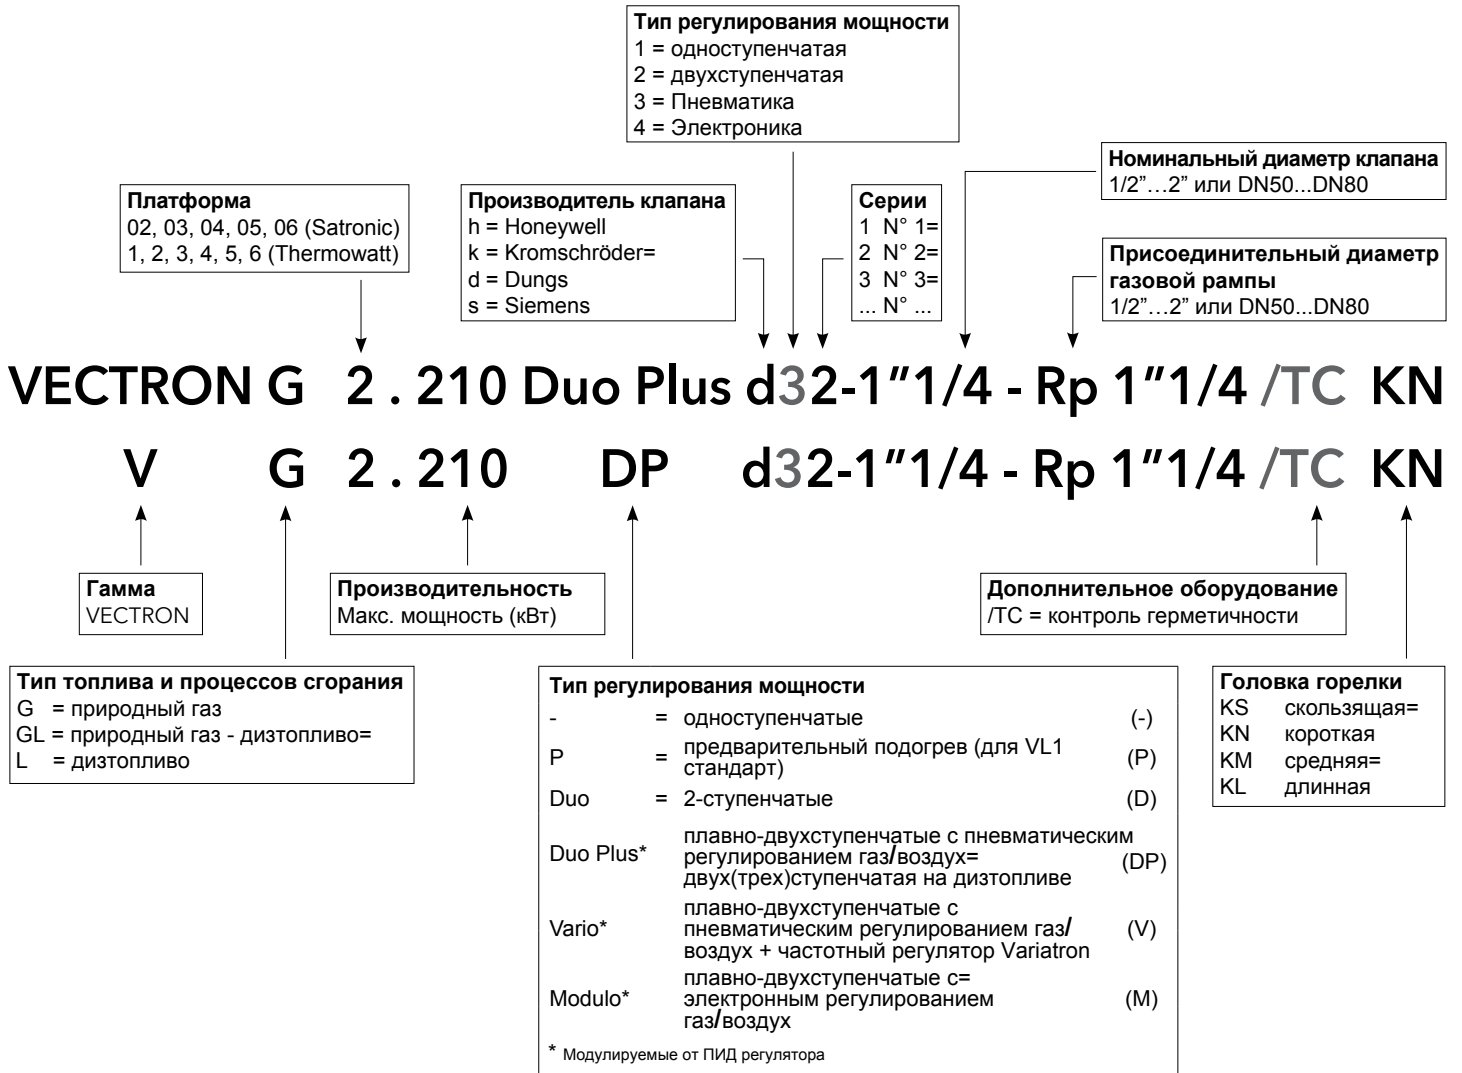 Тип регулирования мощности
1 = одноступенчатая
2 = двухступенчатая
3 = Пневматика
4 = Электроника
Номинальный диаметр клапана
1/2”…2” или DN50...DN80
Платформа
02, 03, 04, 05, 06 (Satronic)
1, 2, 3, 4, 5, 6 (Thermowatt)
Производитель клапана
h = Honeywell
k = Kromschröder=
d = Dungs
s = Siemens
Серии
1 N° 1=
2 N° 2=
3 N° 3=
... N° ...
Присоединительный диаметр
газовой рампы
1/2”…2” или DN50...DN80
VECTRON G 2 . 210 Duo Plus d32-1"1/4 - Rp 1"1/4 /TC KN
V G 2 . 210 DP d32-1"1/4 - Rp 1"1/4 /TC KN
Гамма
VECTRON
Производительность
Макс. мощность (кВт)
Дополнительное оборудование
/TC = контроль герметичности
Тип топлива и процессов сгорания
G = природный газ
GL = природный газ - дизтопливо=
L = дизтопливо
Тип регулирования мощности
- = одноступенчатые (-)
P = предварительный подогрев (для VL1
стандарт) (P)
Duo = 2-ступенчатые (D)
Duo Plus* плавно-двухступенчатые с пневматическим
регулированием газ/воздух=
двух(трех)ступенчатая на дизтопливе (DP)
Vario* плавно-двухступенчатые с
пневматическим регулированием газ/
воздух + частотный регулятор Variatron (V)
Modulo* плавно-двухступенчатые с=
электронным регулированием
газ/воздух (M)
* Модулируемые от ПИД регулятора
Головка горелки
KS скользящая=
KN короткая
KM средняя=
KL длинная